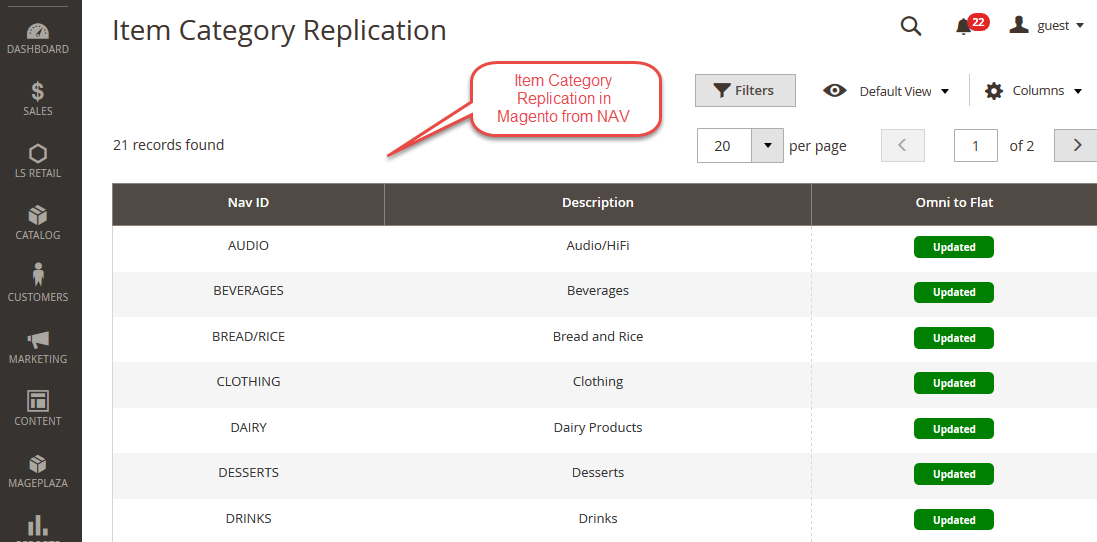 Item Category Replication
22
guest
DASHBOARD
SALES
LS RETAIL
CATALOG
CUSTOMERS
MARKETING
CONTENT
MAGEPLAZA
Item Category
Replication in
Magento from NAV
Filters
Default View
Columns
21 records found
20 per page
1 of 2
Nav ID Description Omni to Flat
AUDIO Audio/HiFi Updated
BEVERAGES Beverages Updated
BREAD/RICE Bread and Rice Updated
CLOTHING Clothing Updated
DAIRY Dairy Products Updated
DESSERTS Desserts Updated
DRINKS Drinks Updated